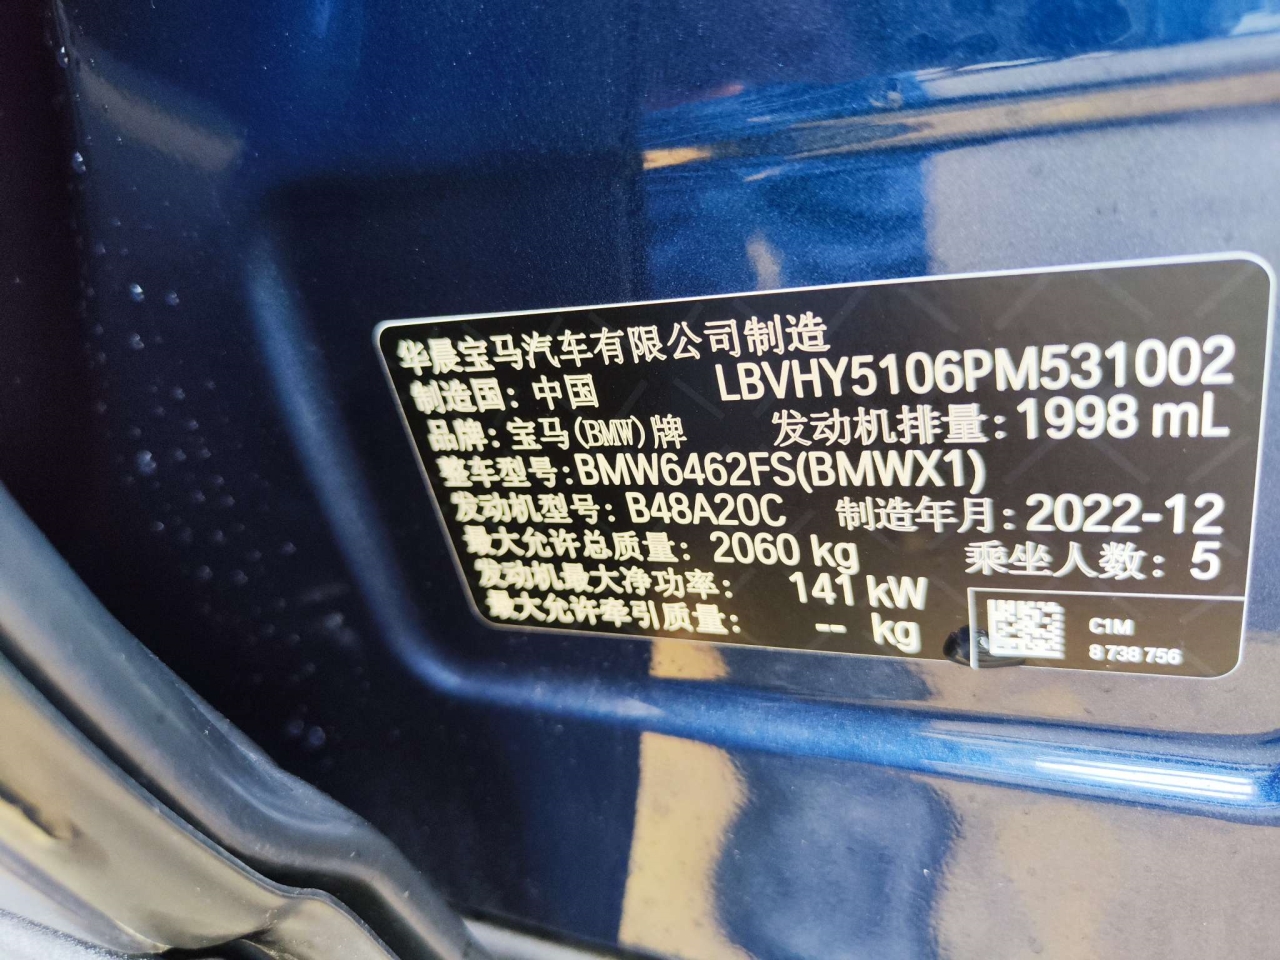 华晨宝马汽车有限公司制造
制造国: 中国 LBVHY5106PM531002
品牌: 宝马(BMW)牌 发动机排量: 1998 mL
整车型号: BMW6462FS(BMWX1)
发动机型号: B48A20C 制造年月: 2022-12
最大允许总质量: 2060 kg 乘坐人数: 5
发动机最大净功率: 141 kW
最大允许牵引质量: -- kg
C1M
8 738 756